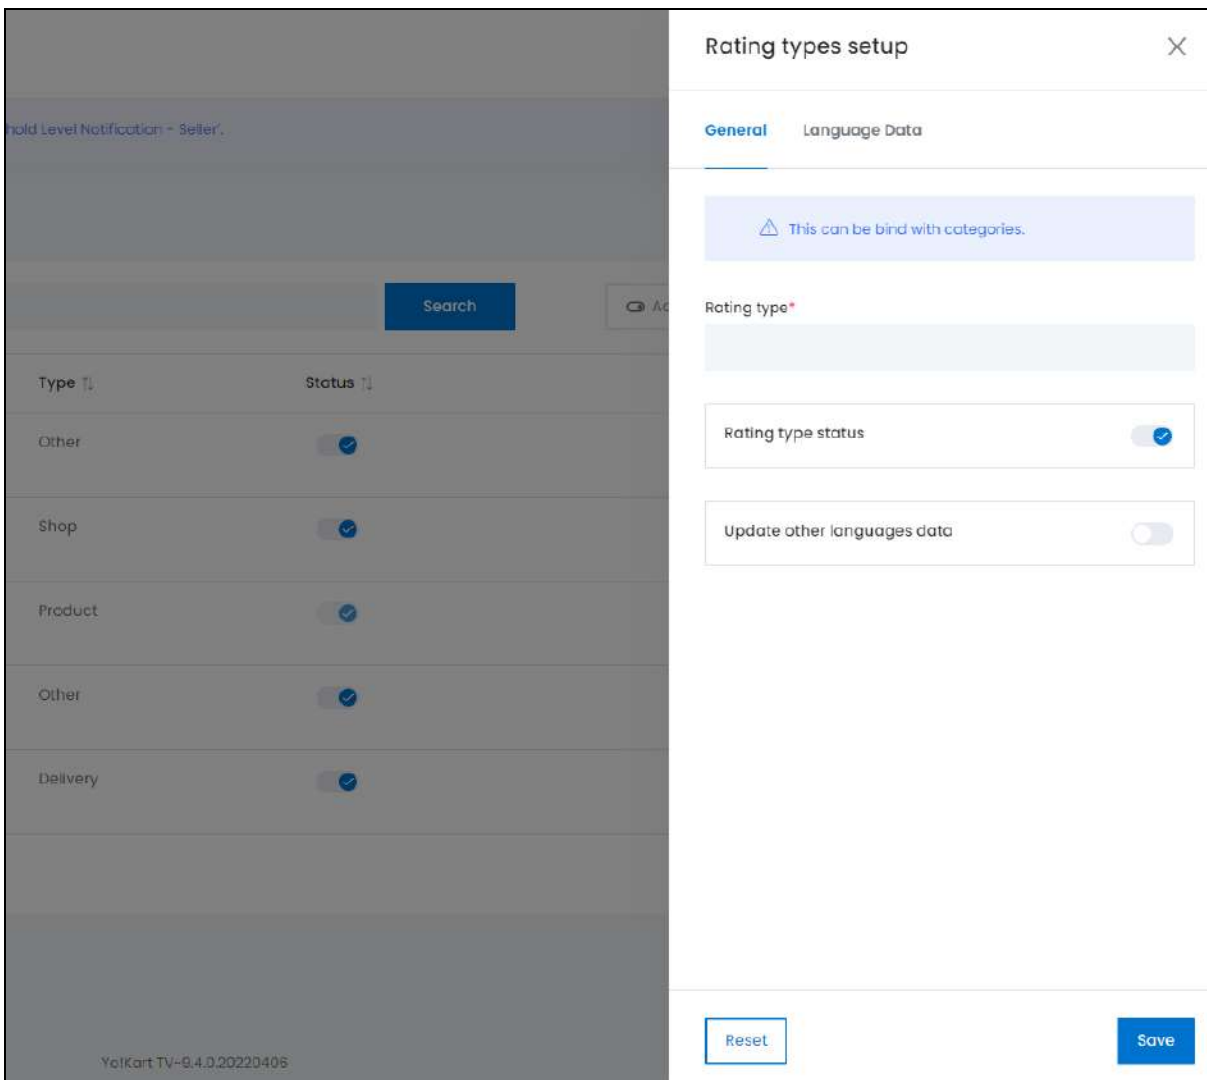 Rating types setup
hold Level Notification - Seller'.
General
Language Data
This can be bind with categories.
Search
Rating type*
Type
Status
Other
Rating type status
Shop
Update other languages data
Product
Other
Delivery
Reset
Save
Yo!Kart TV-9.4.0.20220406